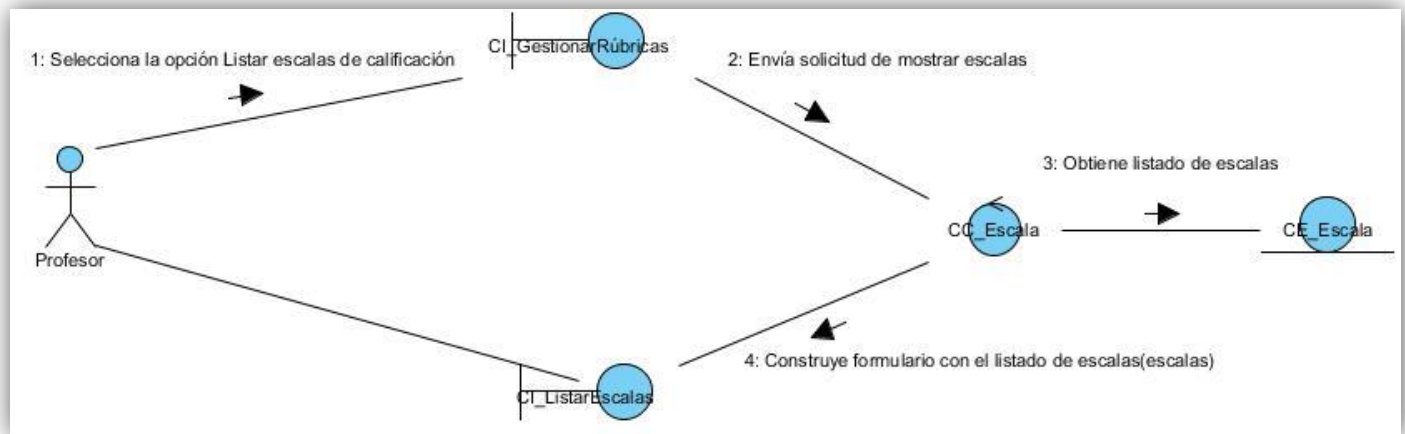 CI_GestionarRúbricas
1: Selecciona la opción Listar escalas de calificación
2: Envía solicitud de mostrar escalas
3: Obtiene listado de escalas
CC_Escala
CE_Escala
Profesor
4: Construye formulario con el listado de escalas(escalas)
CI_ListarEscalas